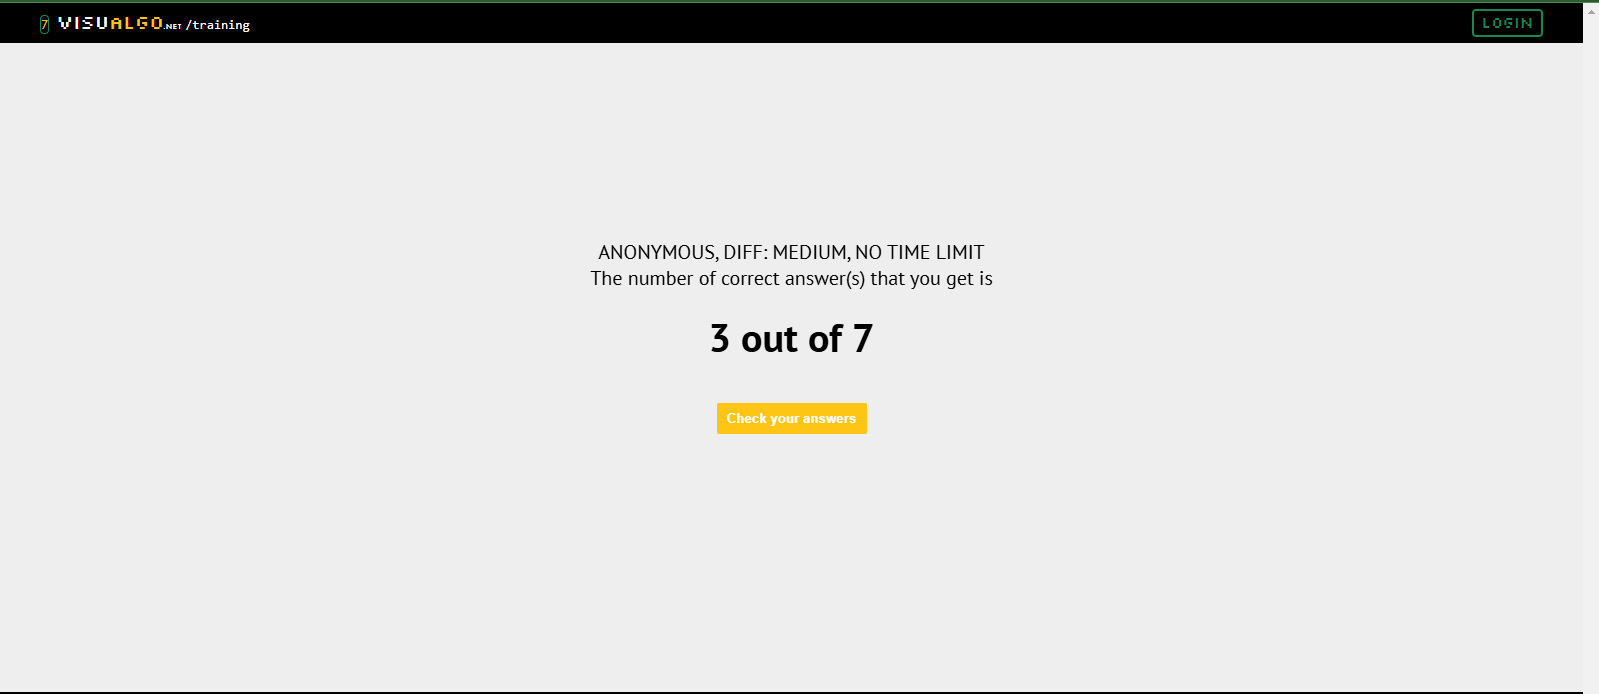 7 VISUALGO.NET /training
LOGIN
ANONYMOUS, DIFF: MEDIUM, NO TIME LIMIT
The number of correct answer(s) that you get is
3 out of 7
Check your answers